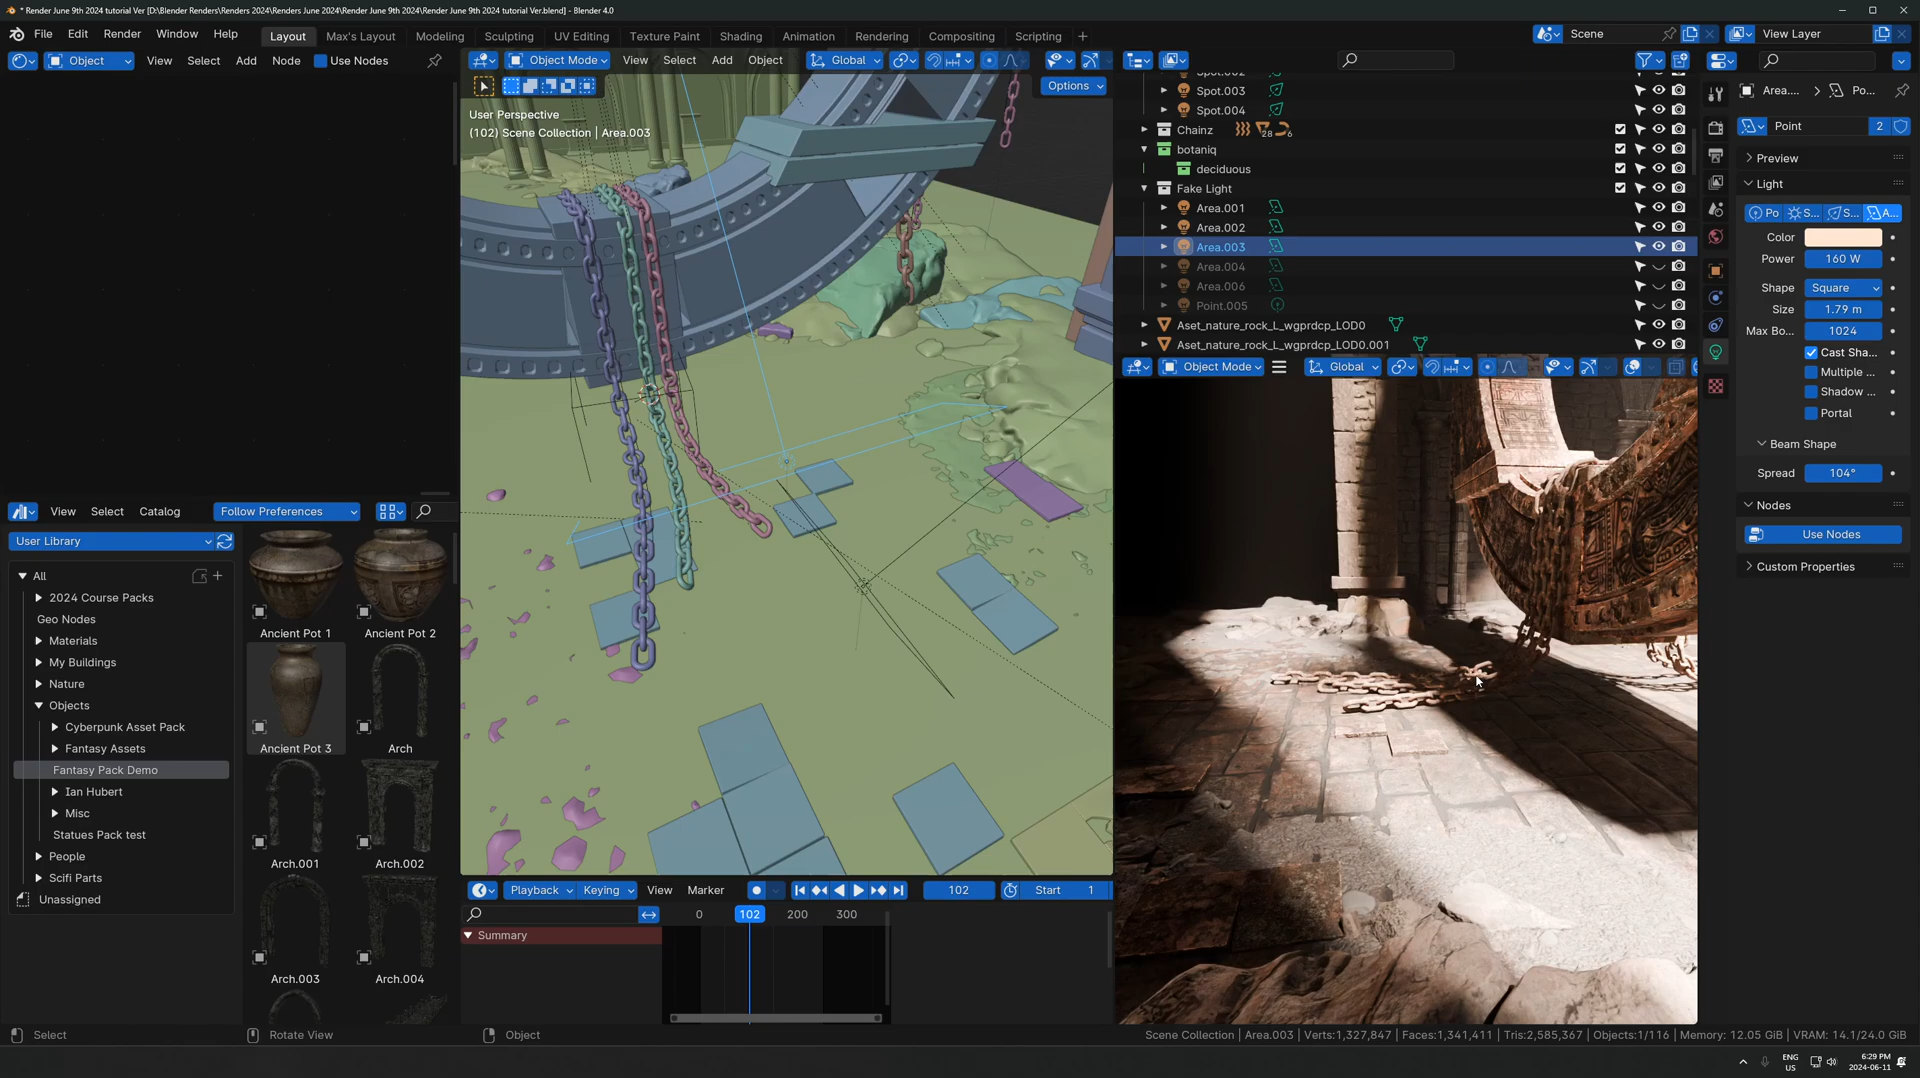 * Render June 9th 2024 tutorial Ver [D:\Blender Renders\Renders 2024\Renders June 2024\Render June 9th 2024\Render June 9th 2024 tutorial Ver.blend] - Blender 4.0
File Edit Render Window Help Layout Max's Layout Modeling Sculpting UV Editing Texture Paint Shading Animation Rendering Compositing Scripting Scene View Layer
Object View Select Add Node Use Nodes
Object Mode View Select Add Object Global
Options
User Perspective
(102) Scene Collection | Area.003
Spot.002
Spot.003
Spot.004
Chainz 28 6
botaniq
deciduous
Fake Light
Area.001
Area.002
Area.003
Area.004
Area.006
Point.005
Aset_nature_rock_L_wgprdcp_LOD0
Aset_nature_rock_L_wgprdcp_LOD0.001
Object Mode Global
Area.... Po...
Point 2
Preview
Light
Po S... S... A...
Color
Power 160 W
Shape Square
Size 1.79 m
Max Bo... 1024
Cast Sha...
Multiple ...
Shadow ...
Portal
Beam Shape
Spread 104°
Nodes
Use Nodes
Custom Properties
View Select Catalog Follow Preferences
User Library
All
2024 Course Packs
Geo Nodes
Materials
My Buildings
Nature
Objects
Cyberpunk Asset Pack
Fantasy Assets
Fantasy Pack Demo
Ian Hubert
Misc
Statues Pack test
People
Scifi Parts
Unassigned
Ancient Pot 1 Ancient Pot 2
Ancient Pot 3 Arch
Arch.001 Arch.002
Arch.003 Arch.004
Playback Keying View Marker 102 Start 1
0 102 200 300
Summary
Select Rotate View Object
Scene Collection | Area.003 | Verts:1,327,847 | Faces:1,341,411 | Tris:2,585,367 | Objects:1/116 | Memory: 12.05 GiB | VRAM: 14.1/24.0 GiB
ENG
US
6:29 PM
2024-06-11